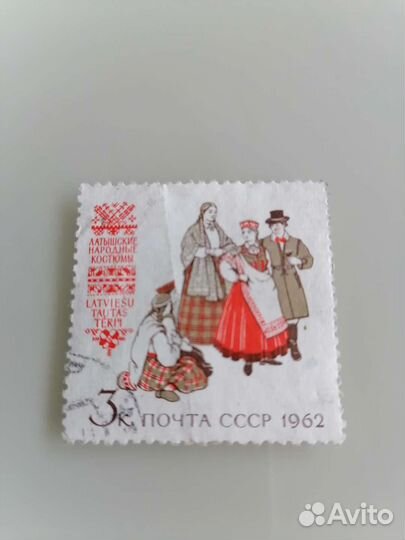 ЛАТЫШСКИЕ
НАРОДНЫЕ
КОСТЮМЫ
LATVIEŠU
TAUTAS
TĒRPI
3к ПОЧТА СССР 1962
Avito